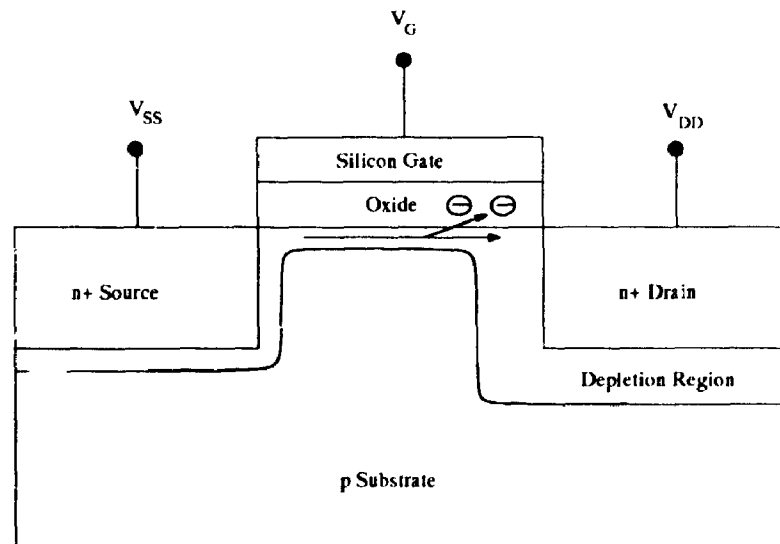 V_G
V_SS
V_DD
Silicon Gate
Oxide
n+ Source
n+ Drain
Depletion Region
p Substrate